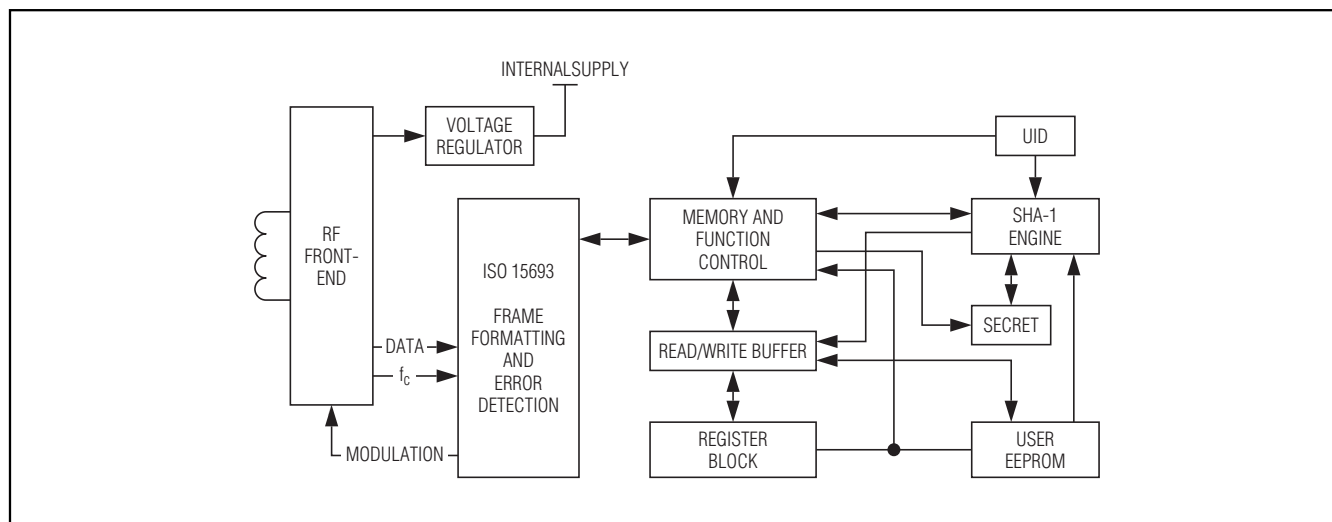 INTERNALSUPPLY
VOLTAGE
REGULATOR
UID
RF
FRONT-
END
ISO 15693
FRAME
FORMATTING
AND
ERROR
DETECTION
MEMORY AND
FUNCTION
CONTROL
SHA-1
ENGINE
SECRET
DATA
fc
READ/WRITE BUFFER
MODULATION
REGISTER
BLOCK
USER
EEPROM